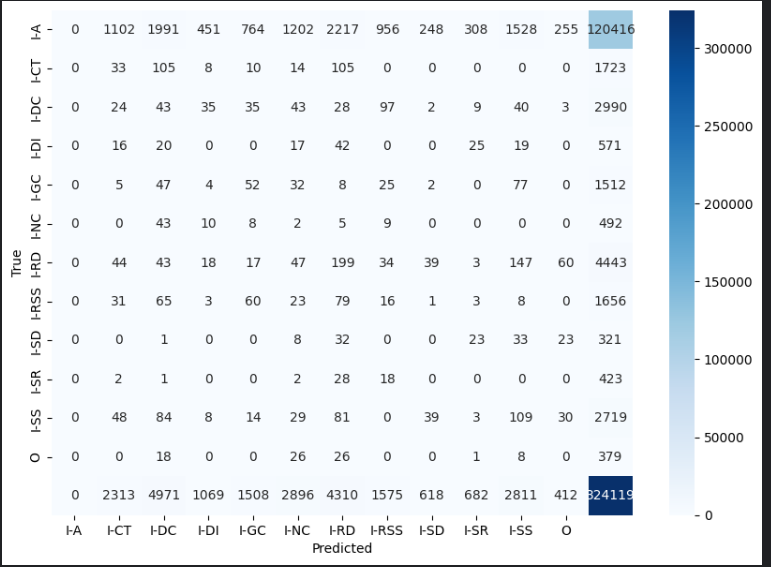 I-A 0 1102 1991 451 764 1202 2217 956 248 308 1528 255 120416
I-CT 33 105 8 10 14 105 0 0 0 0 0 1723
I-DC 0 24 43 35 35 43 28 97 2 9 40 3 2990
I-DI 0 16 20 0 0 17 42 0 0 25 19 0 571
I-GC 0 5 47 4 52 32 8 25 2 0 77 0 1512
I-NC 0 0 43 10 8 2 5 9 0 0 0 0 492
I-RD 0 44 43 18 17 47 199 34 39 3 147 60 4443
I-RSS 0 31 65 3 60 23 79 16 1 3 8 0 1656
I-SD 0 0 1 0 0 8 32 0 0 23 33 23 321
I-SR 0 2 1 0 0 2 28 18 0 0 0 0 423
I-SS 0 48 84 8 14 29 81 0 39 3 109 30 2719
O 0 0 18 0 0 26 26 0 0 1 8 0 379
0 2313 4971 1069 1508 2896 4310 1575 618 682 2811 412 324119
I-A I-CT I-DC I-DI I-GC I-NC I-RD I-RSS I-SD I-SR I-SS O
Predicted
True
300000
250000
200000
150000
100000
50000
0